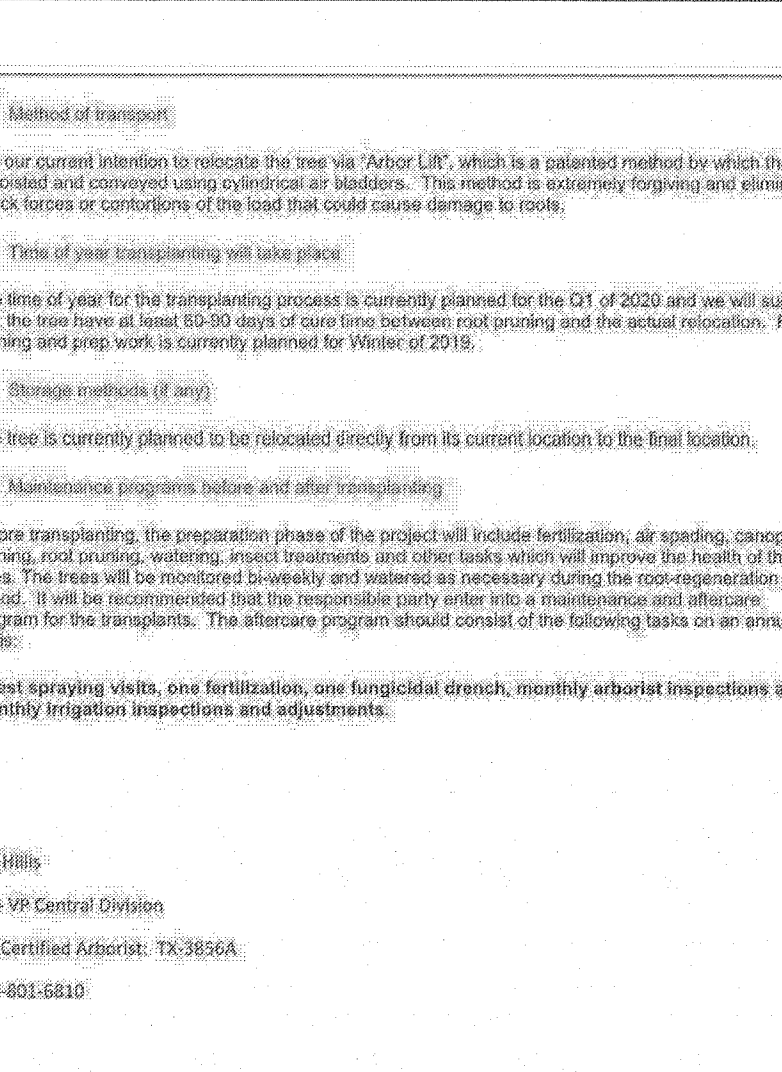 Method of transport
our current intention to relocate the tree via "Arbor Lift", which is a patented method by which th
oisted and conveyed using cylindrical air bladders. This method is extremely forgiving and elimi
ck forces or contortions of the load that could cause damage to roots.
Time of year transplanting will take place
time of year for the transplanting process is currently planned for the Q1 of 2020 and we will su
the tree have at least 60-90 days of cure time between root pruning and the actual relocation.
ning and prep work is currently planned for Winter of 2019.
Storage methods (if any)
tree is currently planned to be relocated directly from its current location to the final location.
Maintenance programs before and after transplanting
ore transplanting, the preparation phase of the project will include fertilization, air spading, canop
ning, root pruning, watering, insect treatments and other tasks which will improve the health of th
es. The trees will be monitored bi-weekly and watered as necessary during the root-regeneration
od. It will be recommended that the responsible party enter into a maintenance and aftercare
gram for the transplants. The aftercare program should consist of the following tasks on an annu
is:
est spraying visits, one fertilization, one fungicidal drench, monthly arborist inspections a
nthly irrigation inspections and adjustments.
Hillis
VP Central Division
Certified Arborist: TX-3856A
-801-6810